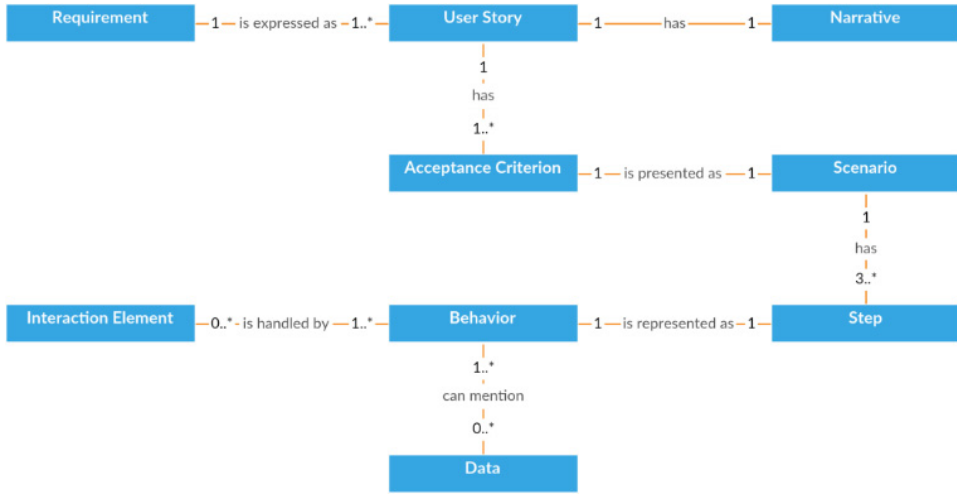 Requirement 1 is expressed as 1..* User Story 1 has 1 Narrative
1
has
1..*
Acceptance Criterion 1 is presented as 1 Scenario
1
has
3..*
Interaction Element 0..* is handled by 1..* Behavior 1 is represented as 1 Step
1..*
can mention
0..*
Data